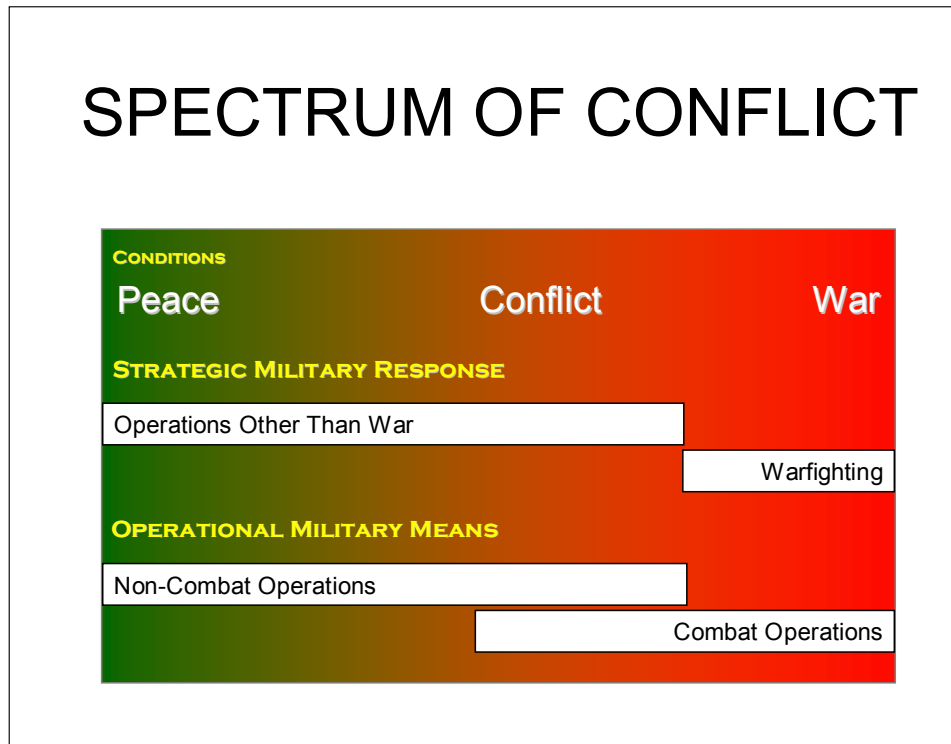 SPECTRUM OF CONFLICT
CONDITIONS
Peace Conflict War
STRATEGIC MILITARY RESPONSE
Operations Other Than War
Warfighting
OPERATIONAL MILITARY MEANS
Non-Combat Operations
Combat Operations